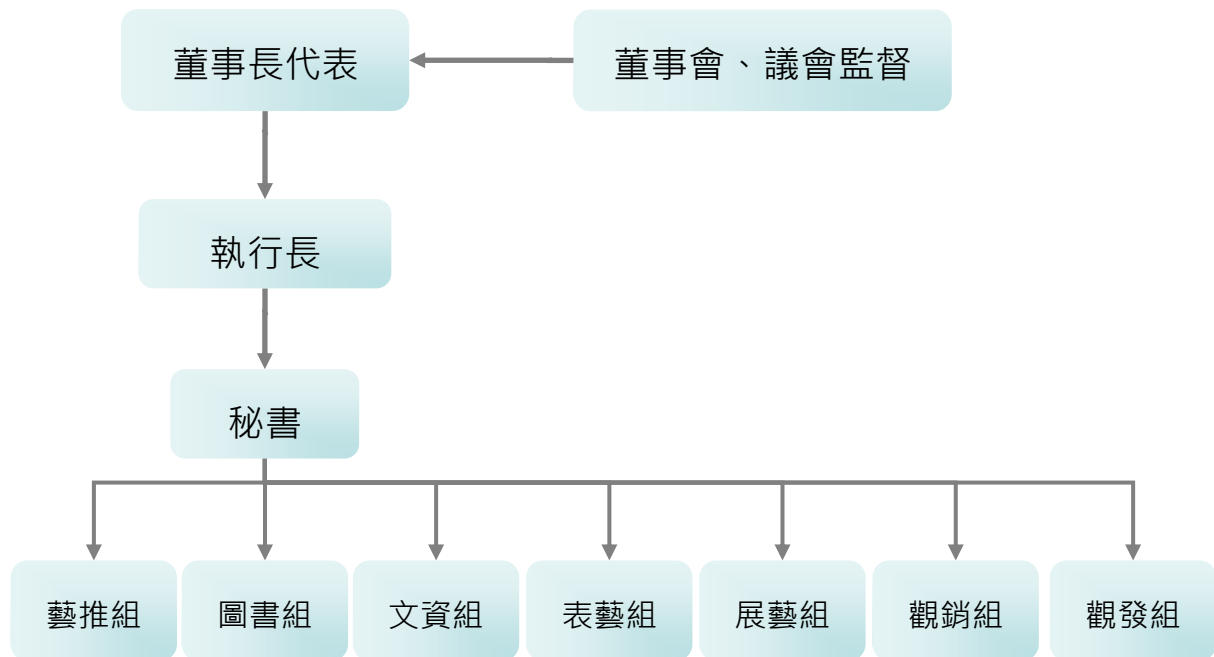 董事長代表
董事會、議會監督
執行長
秘書
藝推組
圖書組
文資組
表藝組
展藝組
觀銷組
觀發組